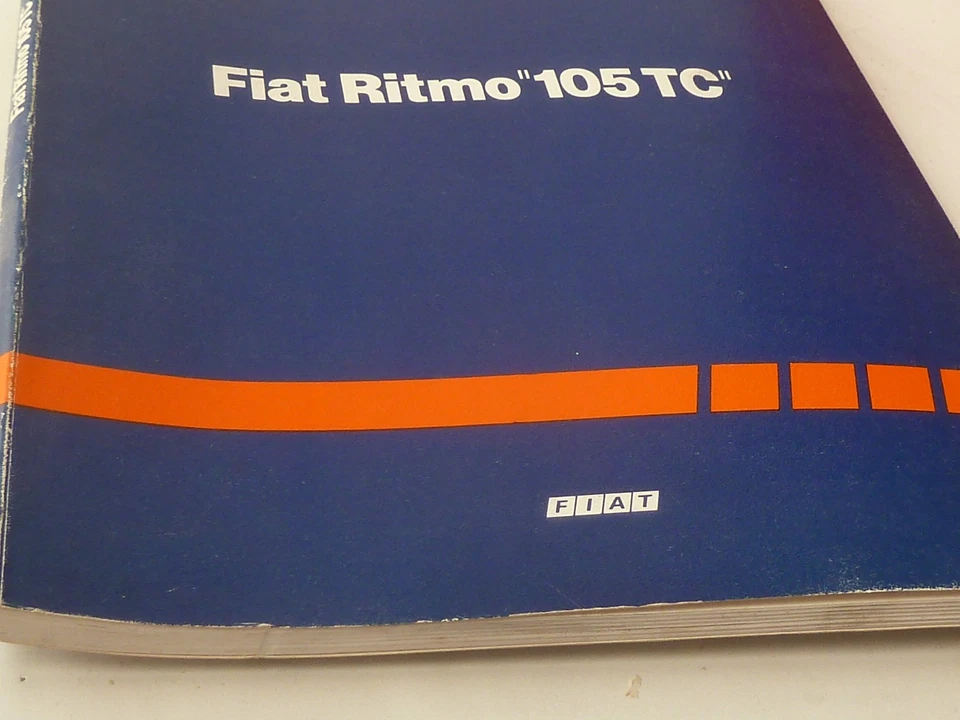 Fiat Ritmo "105 TC"
FIAT